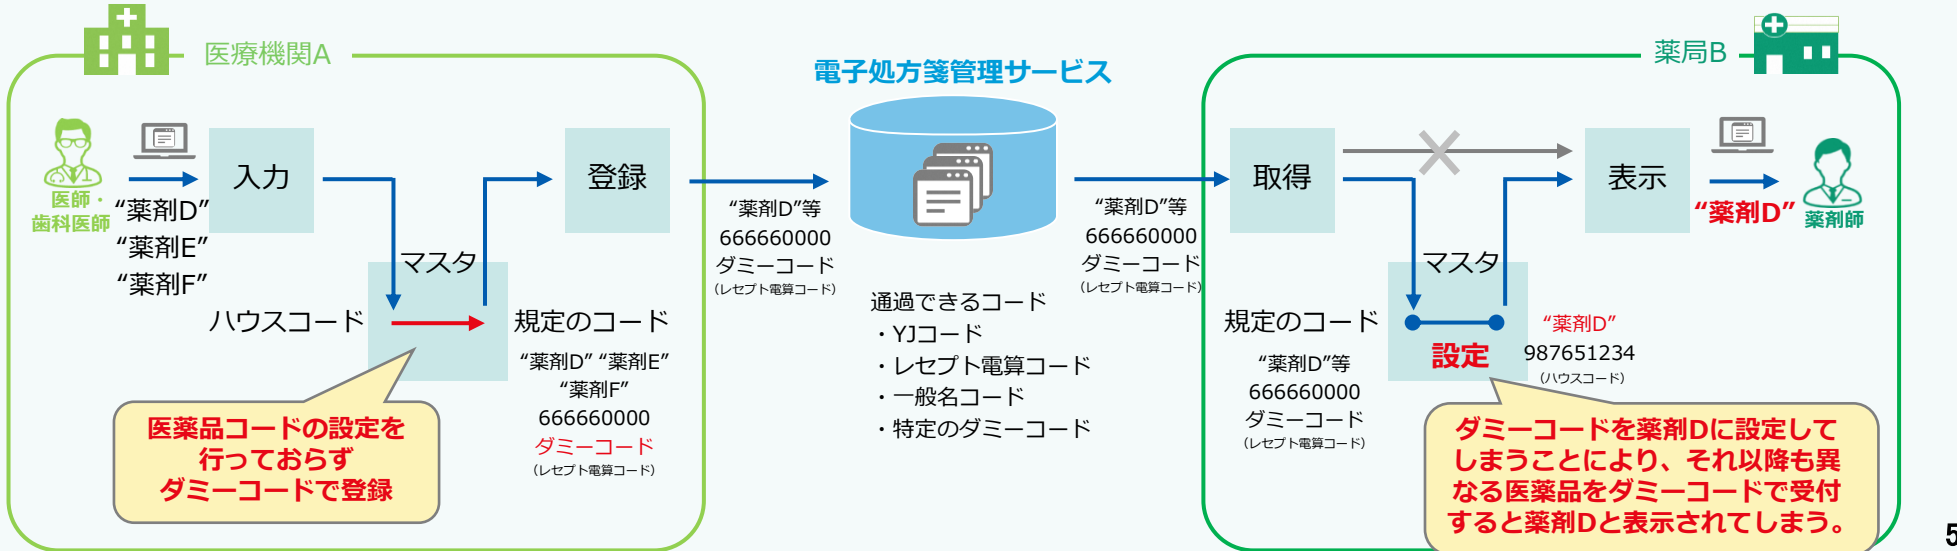 医療機関A
医師・
歯科医師
“薬剤D”
“薬剤E”
“薬剤F”
入力
ハウスコード
マスタ
登録
規定のコード
“薬剤D” “薬剤E”
“薬剤F”
666660000
ダミーコード
（レセプト電算コード）
医薬品コードの設定を
行っておらず
ダミーコードで登録
“薬剤D”等
666660000
ダミーコード
（レセプト電算コード）
電子処方箋管理サービス
通過できるコード
・YJコード
・レセプト電算コード
・一般名コード
・特定のダミーコード
“薬剤D”等
666660000
ダミーコード
（レセプト電算コード）
薬局B
取得
規定のコード
“薬剤D”等
666660000
ダミーコード
（レセプト電算コード）
マスタ
設定
“薬剤D”
987651234
（ハウスコード）
表示
“薬剤D”
薬剤師
ダミーコードを薬剤Dに設定して
しまうことにより、それ以降も異
なる医薬品をダミーコードで受付
すると薬剤Dと表示されてしまう。
5